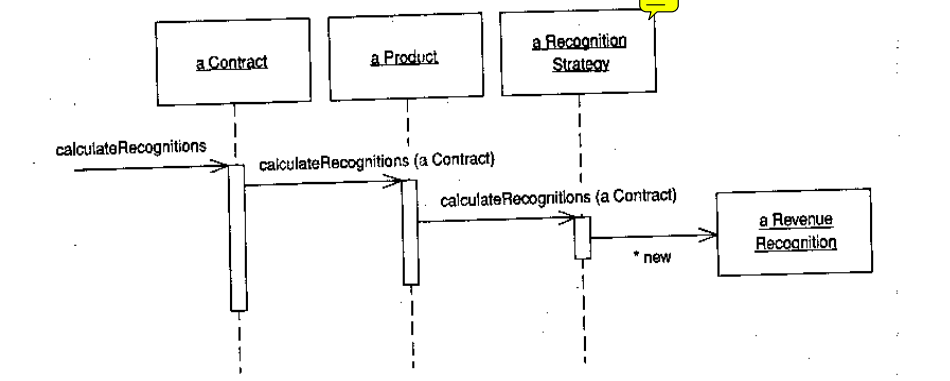 a Contract
a Product
a Recognition
Strategy
calculateRecognitions
calculateRecognitions (a Contract)
calculateRecognitions (a Contract)
a Revenue
Recognition
* new